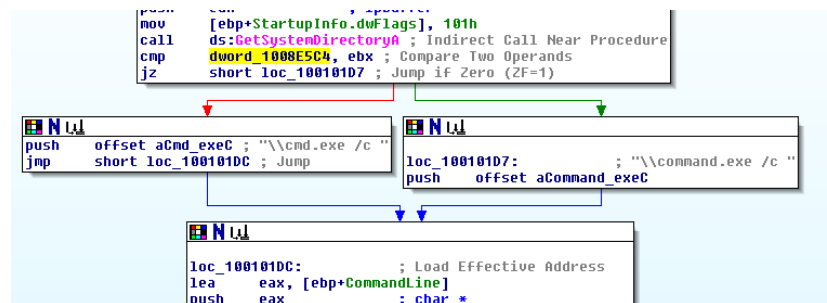 mov [ebp+StartupInfo.dwFlags], 101h
call ds:GetSystemDirectoryA ; Indirect Call Near Procedure
cmp dword_1008E5C4, ebx ; Compare Two Operands
jz short loc_100101D7 ; Jump if Zero (ZF=1)
push offset aCmd_exeC ; "\\cmd.exe /c "
jmp short loc_100101DC ; Jump
loc_100101D7: ; "\\command.exe /c "
push offset aCommand_exeC
loc_100101DC: ; Load Effective Address
lea eax, [ebp+CommandLine]
push eax ; char *